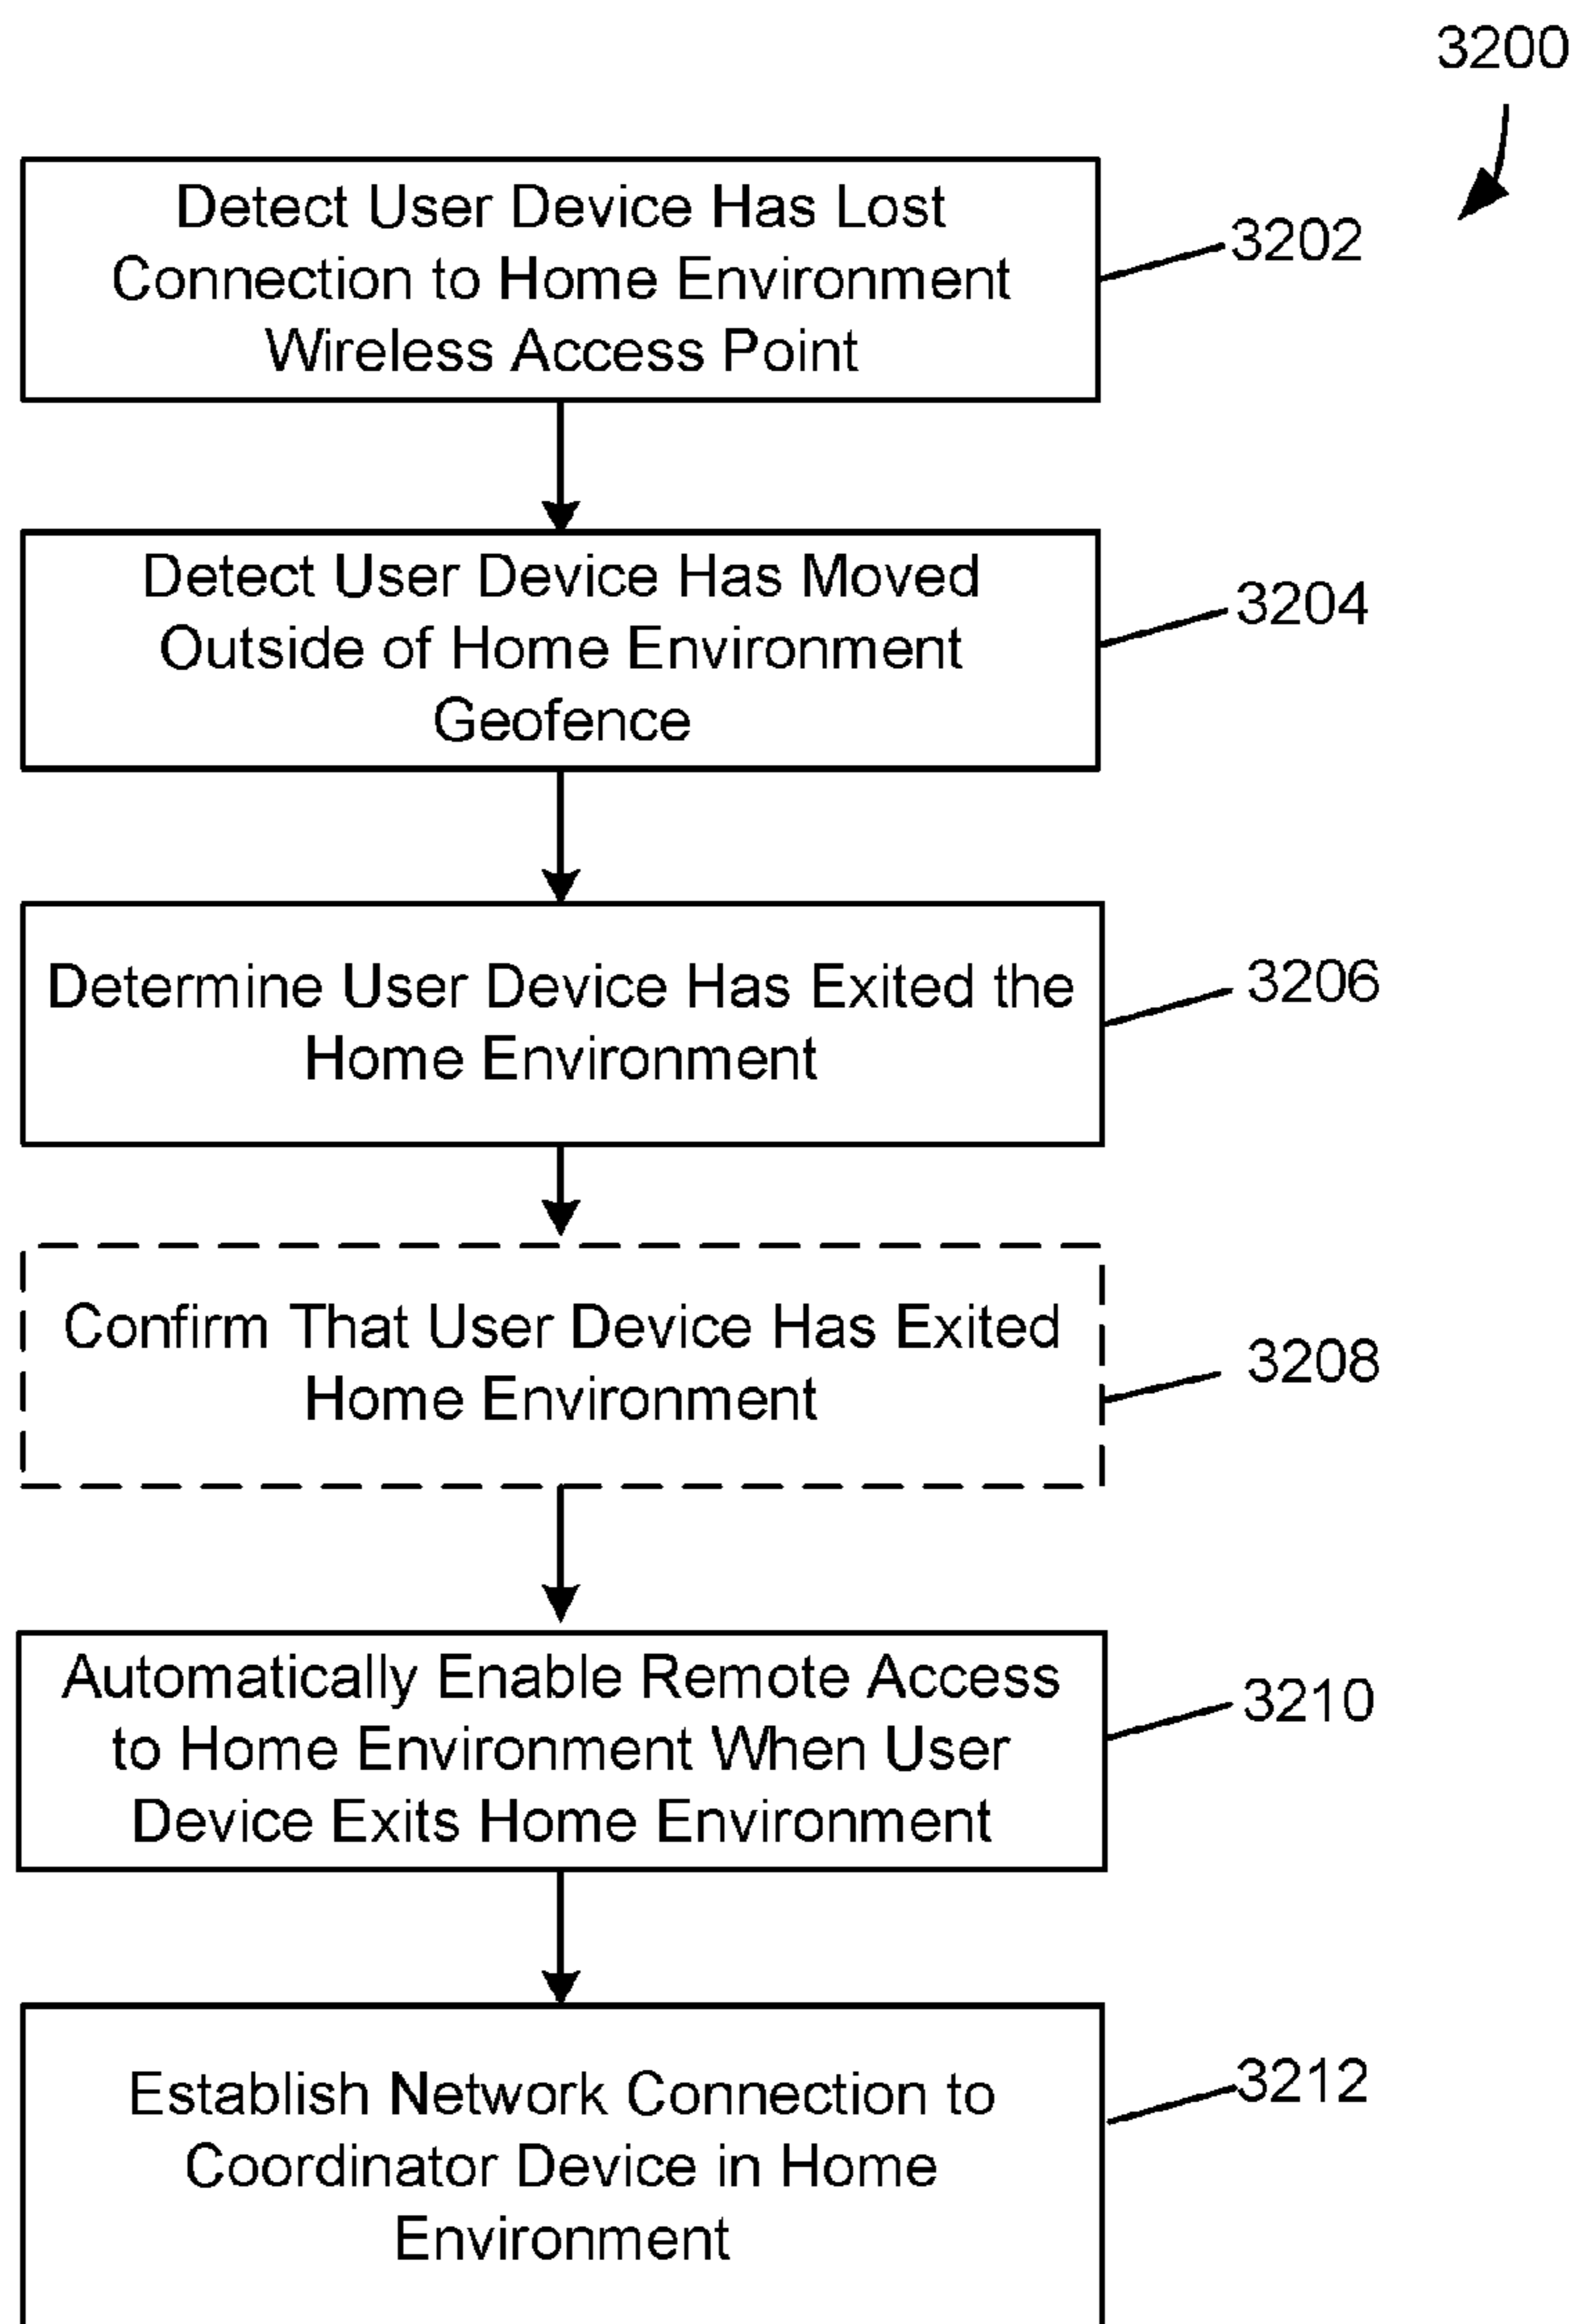 3200
Detect User Device Has Lost
Connection to Home Environment
Wireless Access Point
3202
Detect User Device Has Moved
Outside of Home Environment
Geofence
3204
Determine User Device Has Exited the
Home Environment
3206
Confirm That User Device Has Exited
Home Environment
3208
Automatically Enable Remote Access
to Home Environment When User
Device Exits Home Environment
3210
Establish Network Connection to
Coordinator Device in Home
Environment
3212